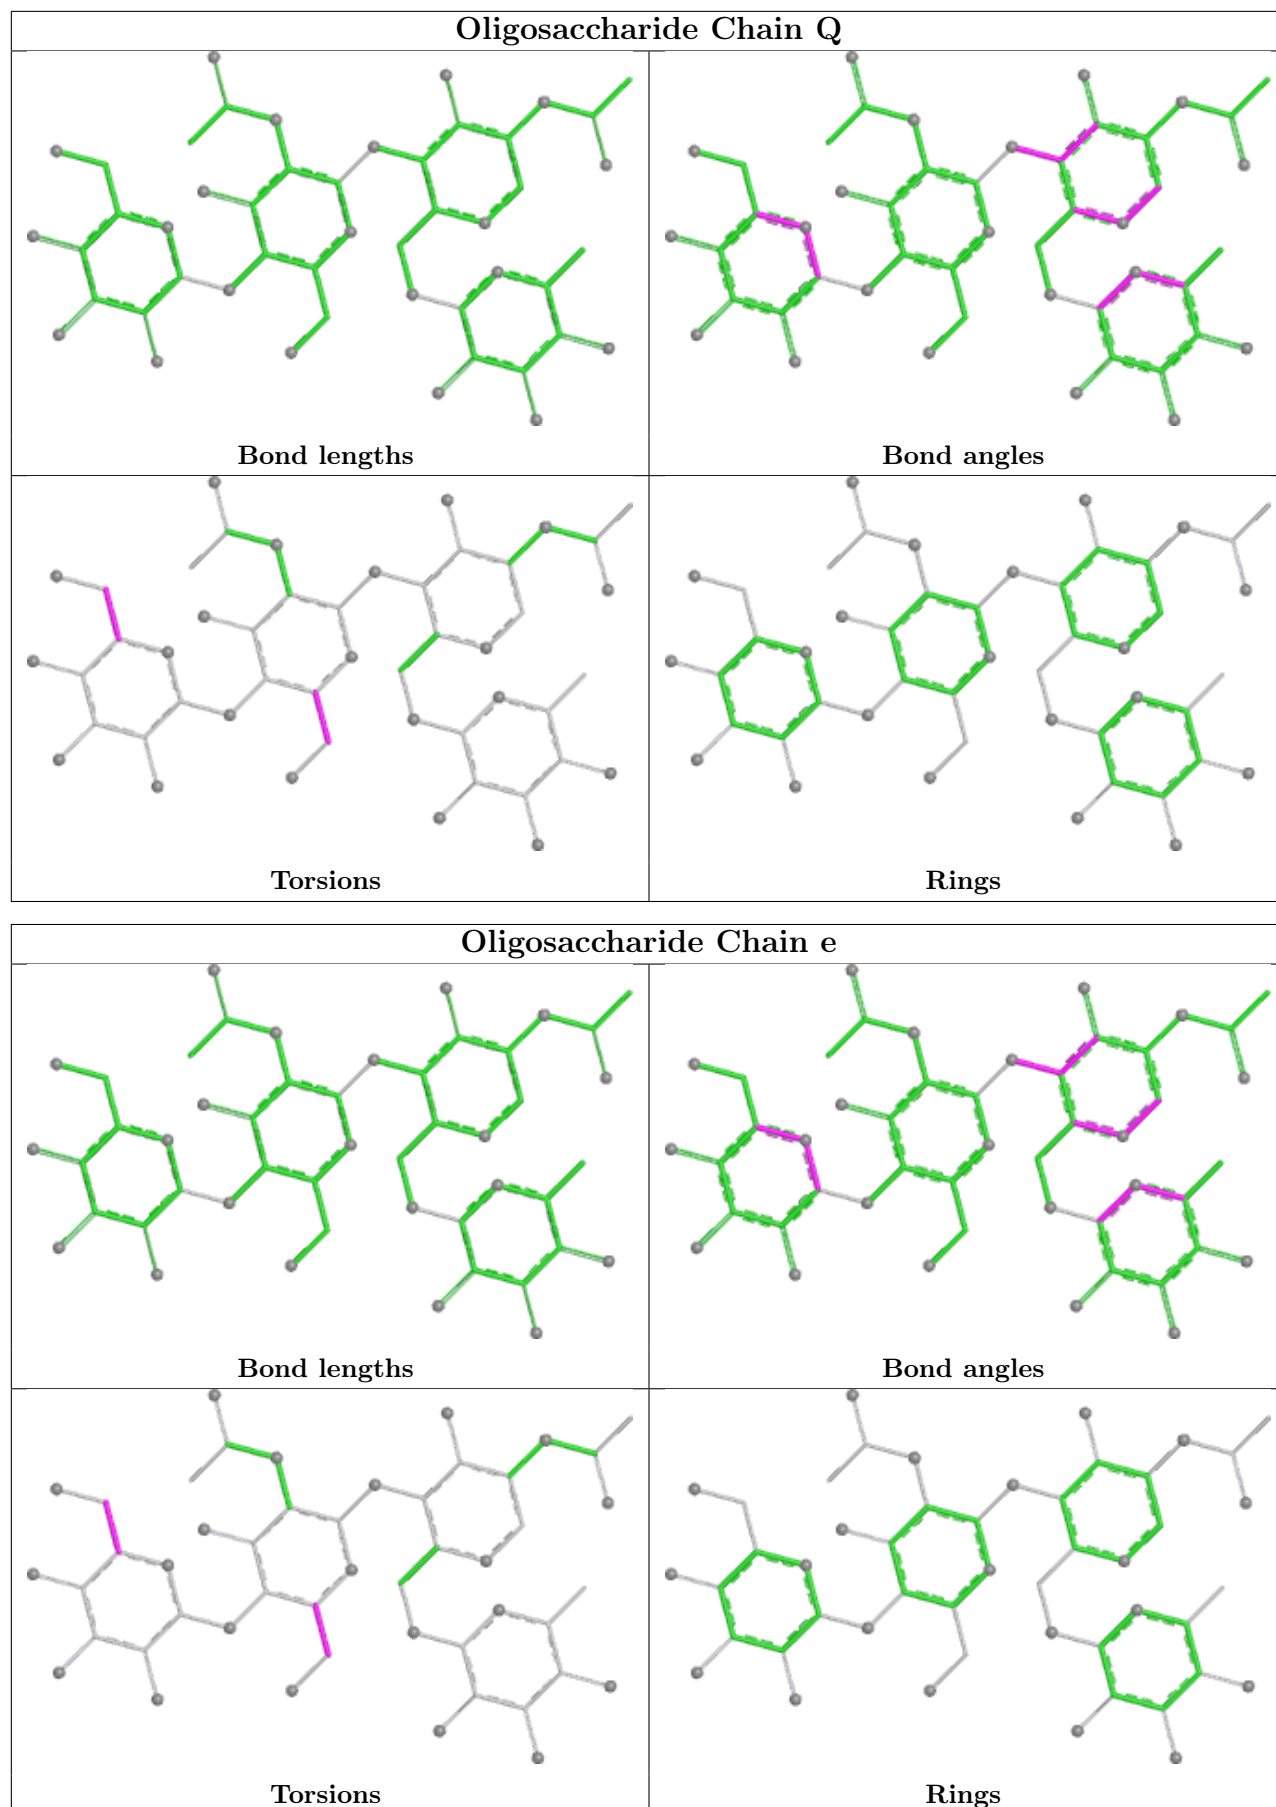 Oligosaccharide Chain Q
Bond lengths
Bond angles
Torsions
Rings
Oligosaccharide Chain e
Bond lengths
Bond angles
Torsions
Rings